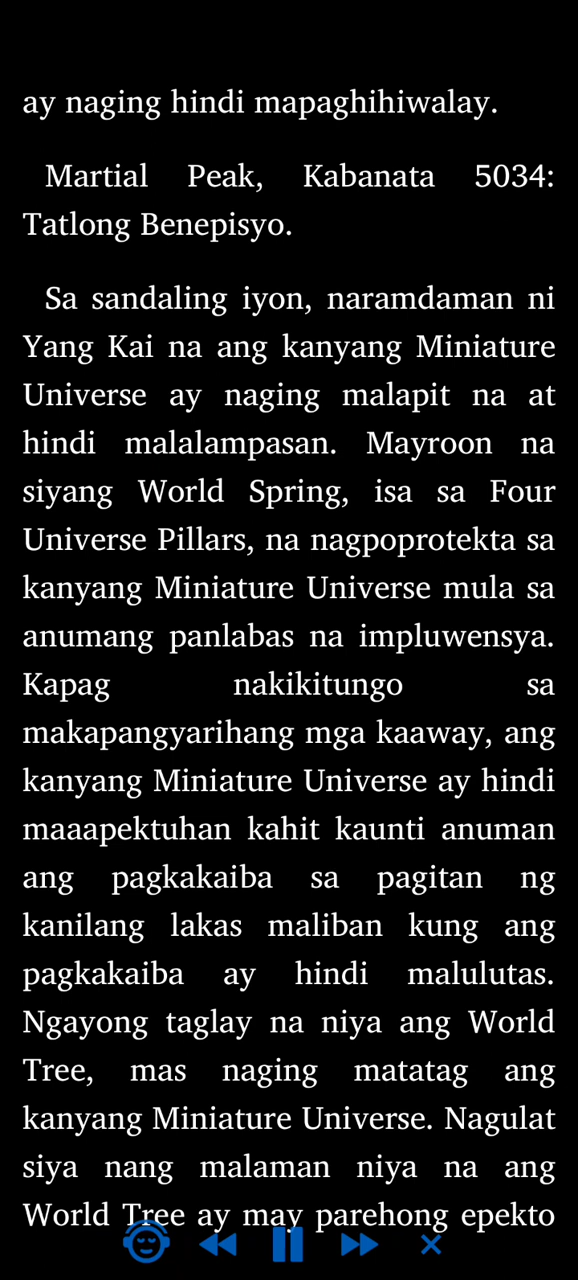 ay naging hindi mapaghihiwalay.
Martial Peak, Kabanata 5034:
Tatlong Benepisyo.
Sa sandaling iyon, naramdaman ni
Yang Kai na ang kanyang Miniature
Universe ay naging malapit na at
hindi malalampasan. Mayroon na
siyang World Spring, isa sa Four
Universe Pillars, na nagpoprotekta sa
kanyang Miniature Universe mula sa
anumang panlabas na impluwensya.
Kapag nakikitungo sa
makapangyarihang mga kaaway, ang
kanyang Miniature Universe ay hindi
maaapektuhan kahit kaunti anuman
ang pagkakaiba sa pagitan ng
kanilang lakas maliban kung ang
pagkakaiba ay hindi malulutas.
Ngayong taglay na niya ang World
Tree, mas naging matatag ang
kanyang Miniature Universe. Nagulat
siya nang malaman niya na ang
World Tree ay may parehong epekto